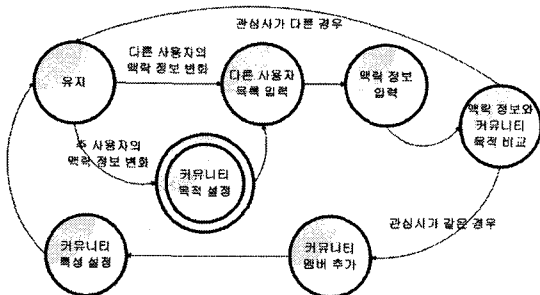 관심사가 다른 경우
다른 사용자의
맥락 정보 변화
유지
다른 사용자
목록 입력
맥락 정보
입력
맥락 정보와
커뮤니티
목적 비교
주 사용자의
맥락 정보 변화
커뮤니티
목적 설정
관심사가 같은 경우
커뮤니티
특성 설정
커뮤니티
멤버 추가